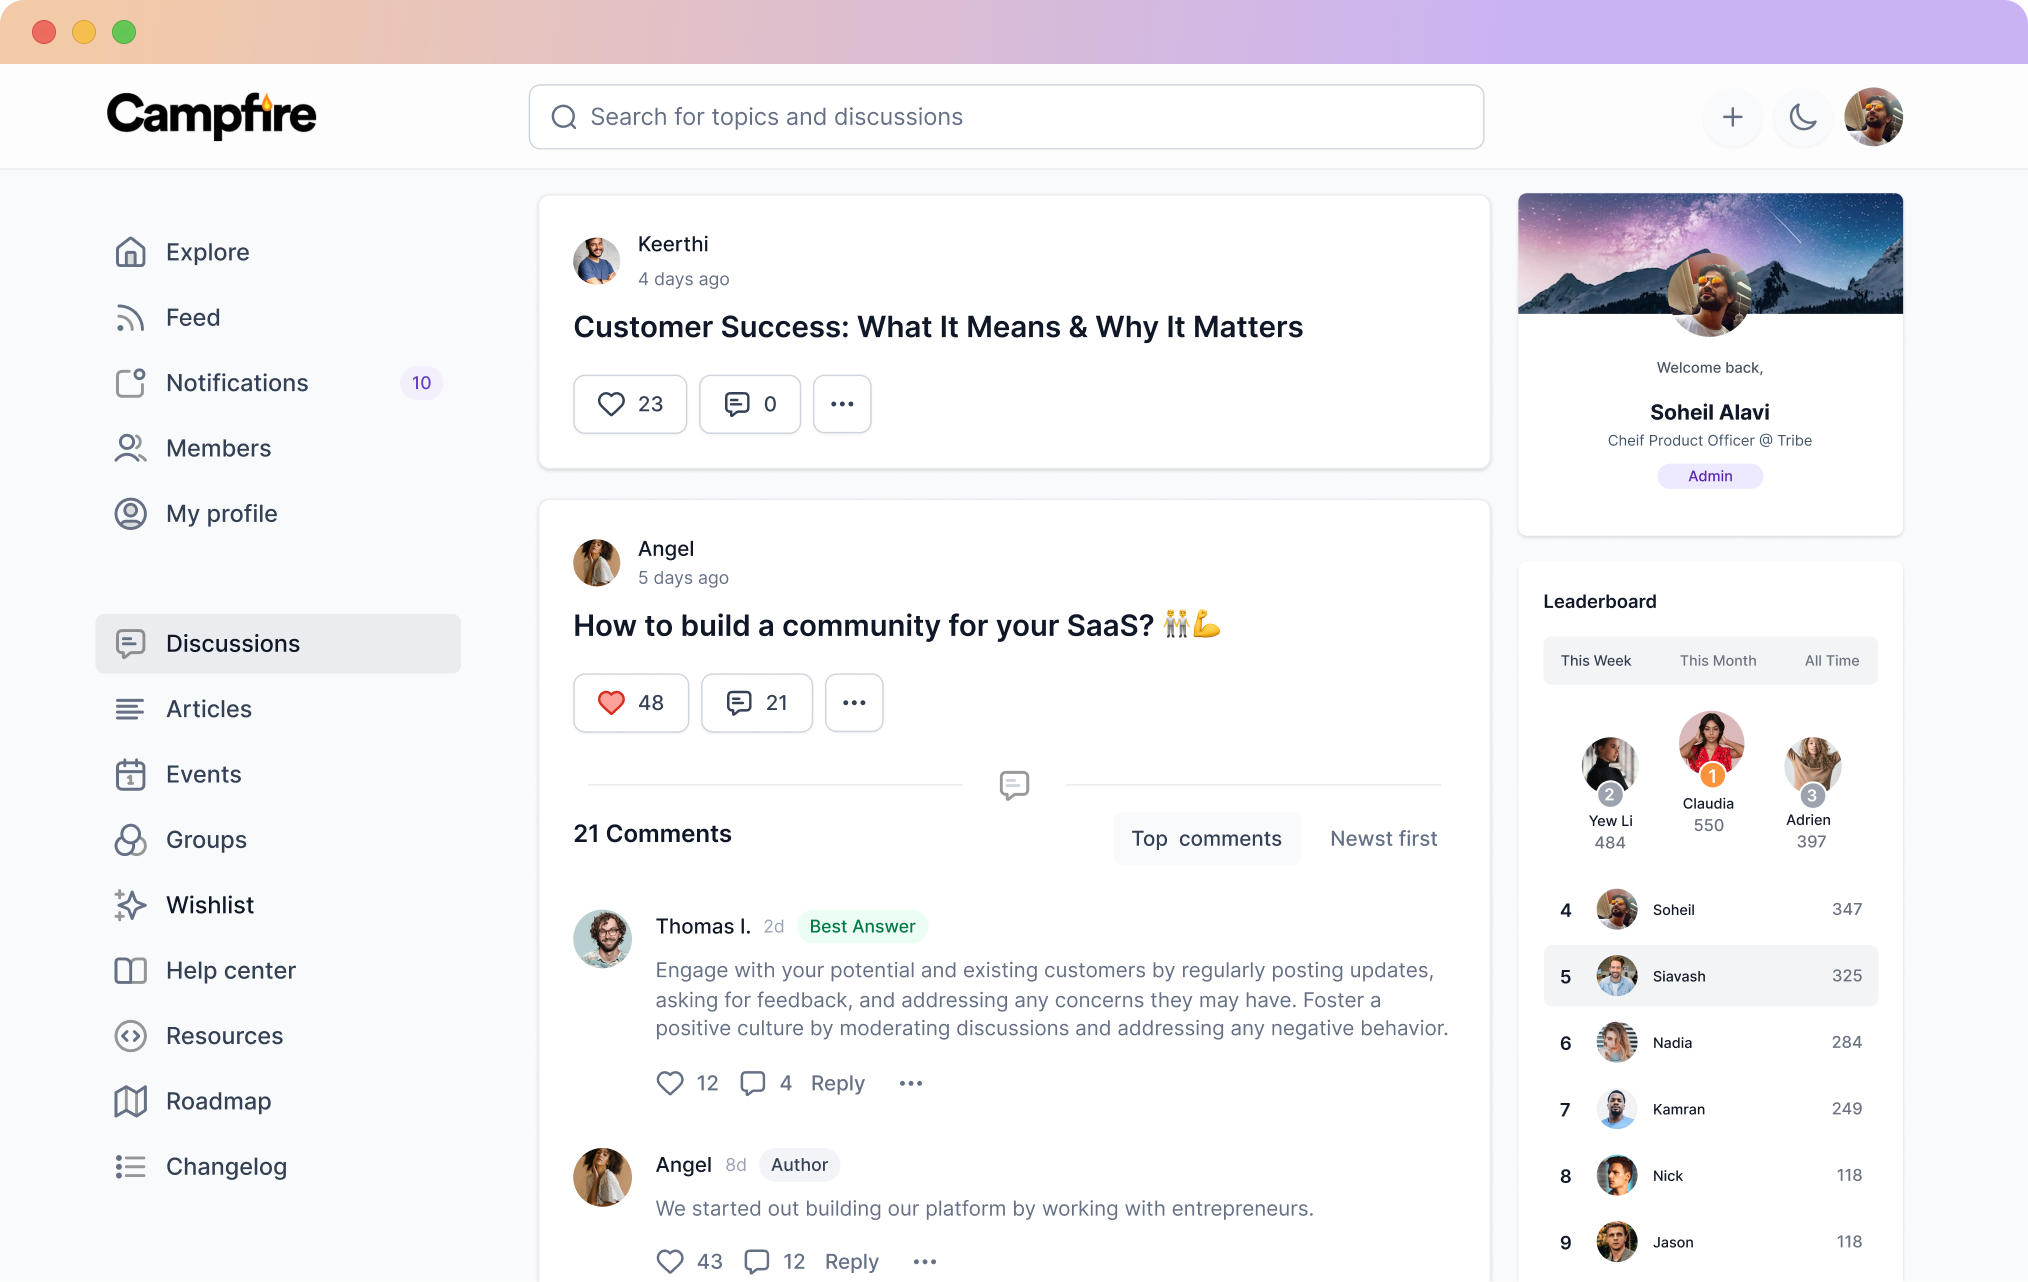 Campfire
Search for topics and discussions
Explore
Feed
Notifications 10
Members
My profile
Discussions
Articles
Events
1
Groups
Wishlist
Help center
Resources
Roadmap
Changelog
Keerthi
4 days ago
Customer Success: What It Means & Why It Matters
23 0
Angel
5 days ago
How to build a community for your SaaS? 👬💪
48 21
21 Comments
Top comments Newst first
Thomas I. 2d Best Answer
Engage with your potential and existing customers by regularly posting updates,
asking for feedback, and addressing any concerns they may have. Foster a
positive culture by moderating discussions and addressing any negative behavior.
12 4 Reply
Angel 8d Author
We started out building our platform by working with entrepreneurs.
43 12 Reply
Welcome back,
Soheil Alavi
Cheif Product Officer @ Tribe
Admin
Leaderboard
This Week This Month All Time
2
Yew Li
484
1
Claudia
550
3
Adrien
397
4 Soheil 347
5 Siavash 325
6 Nadia 284
7 Kamran 249
8 Nick 118
9 Jason 118